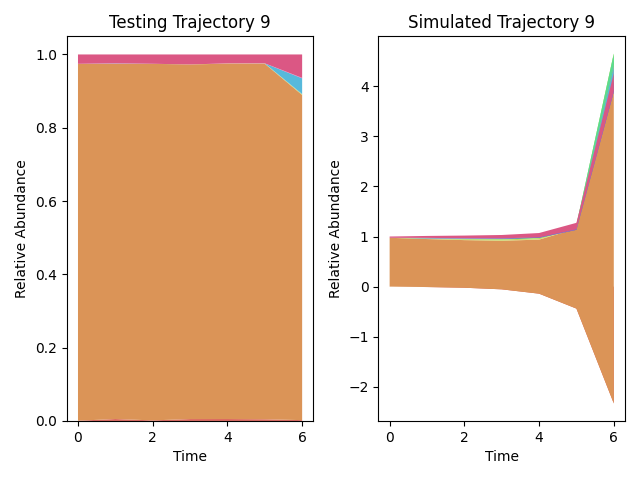 Testing Trajectory 9
Relative Abundance
1.0
0.8
0.6
0.4
0.2
0.0
0 2 4 6
Time
Simulated Trajectory 9
Relative Abundance
4
3
2
1
0
−1
−2
0 2 4 6
Time